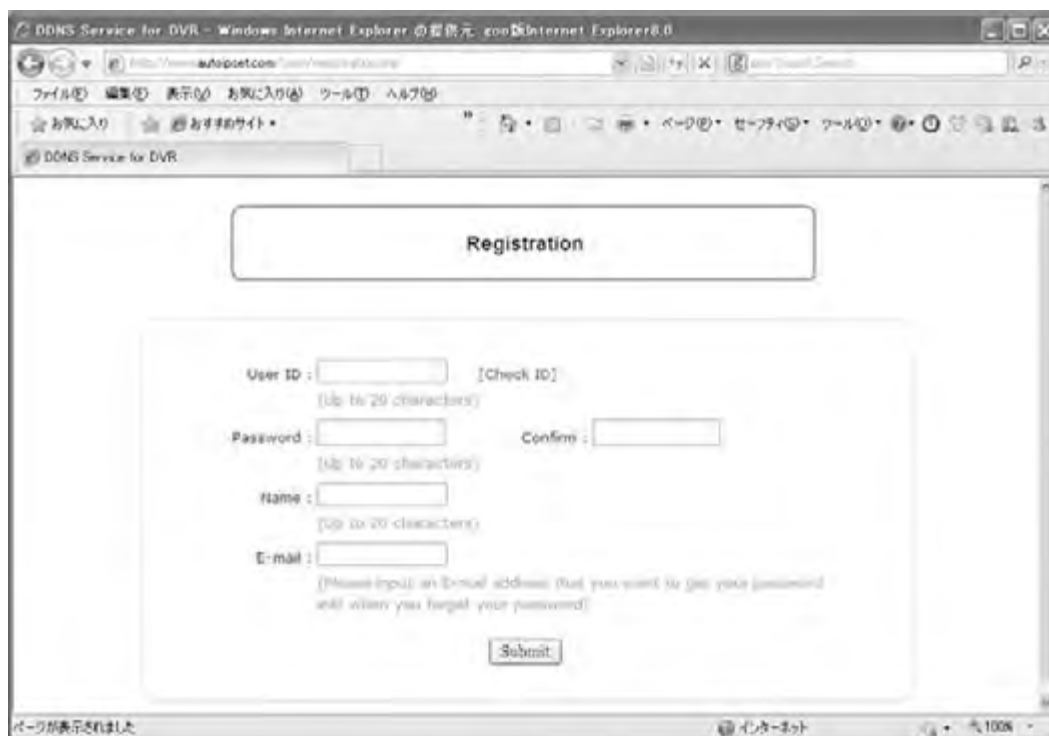 DDNS Service for DVR - Windows Internet Explorer の提供元 goo版Internet Explorer8.0
autoipset.com
ファイル(F) 編集(E) 表示(V) お気に入り(A) ツール(T) ヘルプ(H)
お気に入り おすすめサイト ページ(P) セーフティ(S) ツール(O)
DDNS Service for DVR
Registration
User ID : [Check ID]
(Up to 20 characters)
Password : Confirm :
(Up to 20 characters)
Name :
(Up to 20 characters)
E-mail :
(Please input an E-mail address that you want to get your password
will when you forget your password)
Submit
ページが表示されました インターネット 100%